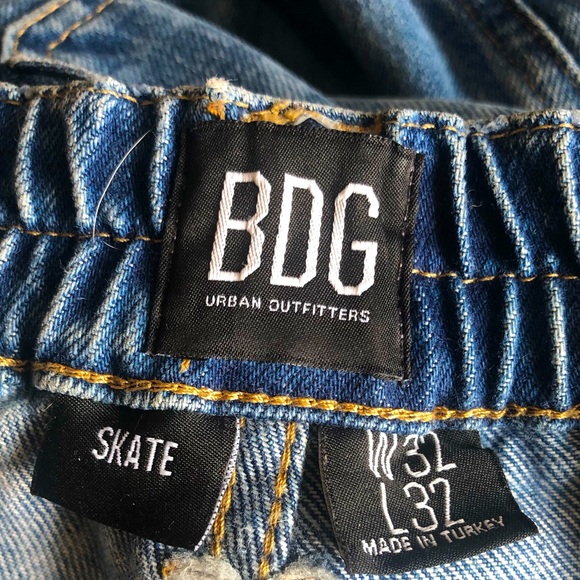 BDG
URBAN OUTFITTERS
SKATE
W32
L32
MADE IN TURKEY